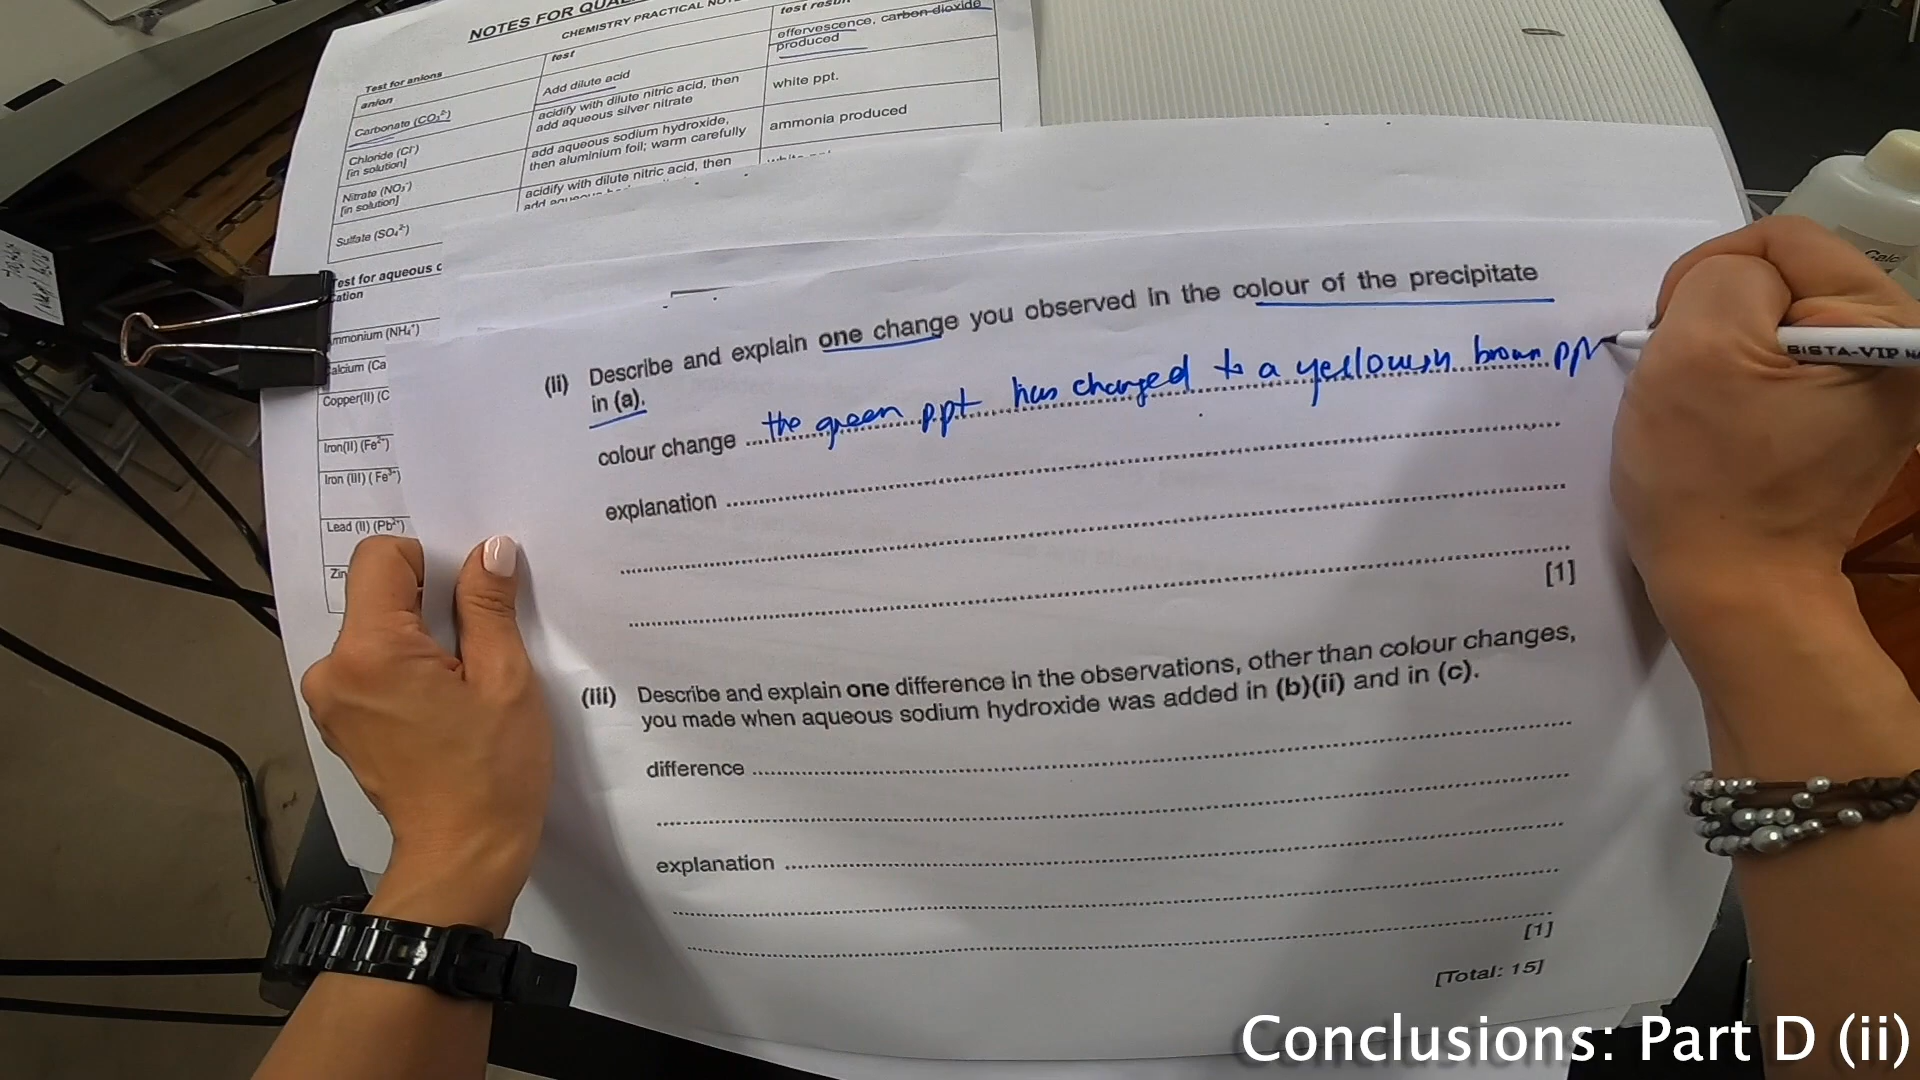 NOTES FOR QUA
CHEMISTRY PRACTICAL NO
Test for anions
anion
test
test resu
Carbonate (CO₃²⁻)
Add dilute acid
effervescence, carbon dioxide
produced
Chloride (Cl⁻)
[in solution]
acidify with dilute nitric acid, then
add aqueous silver nitrate
white ppt.
Nitrate (NO₃⁻)
[in solution]
add aqueous sodium hydroxide,
then aluminium foil; warm carefully
ammonia produced
Sulfate (SO₄²⁻)
acidify with dilute nitric acid, then
Test for aqueous c
cation
Ammonium (NH₄⁺)
Calcium (Ca
Copper(II) (C
Iron(II) (Fe²⁺)
Iron (III) ( Fe³⁺)
Lead (II) (Pb²⁺)
Zin
(ii) Describe and explain one change you observed in the colour of the precipitate
in (a).
colour change the green ppt has changed to a yellowish brown pp
explanation
[1]
(iii) Describe and explain one difference in the observations, other than colour changes,
you made when aqueous sodium hydroxide was added in (b)(ii) and in (c).
difference
explanation
[1]
[Total: 15]
SISTA-VIP
Conclusions: Part D (ii)